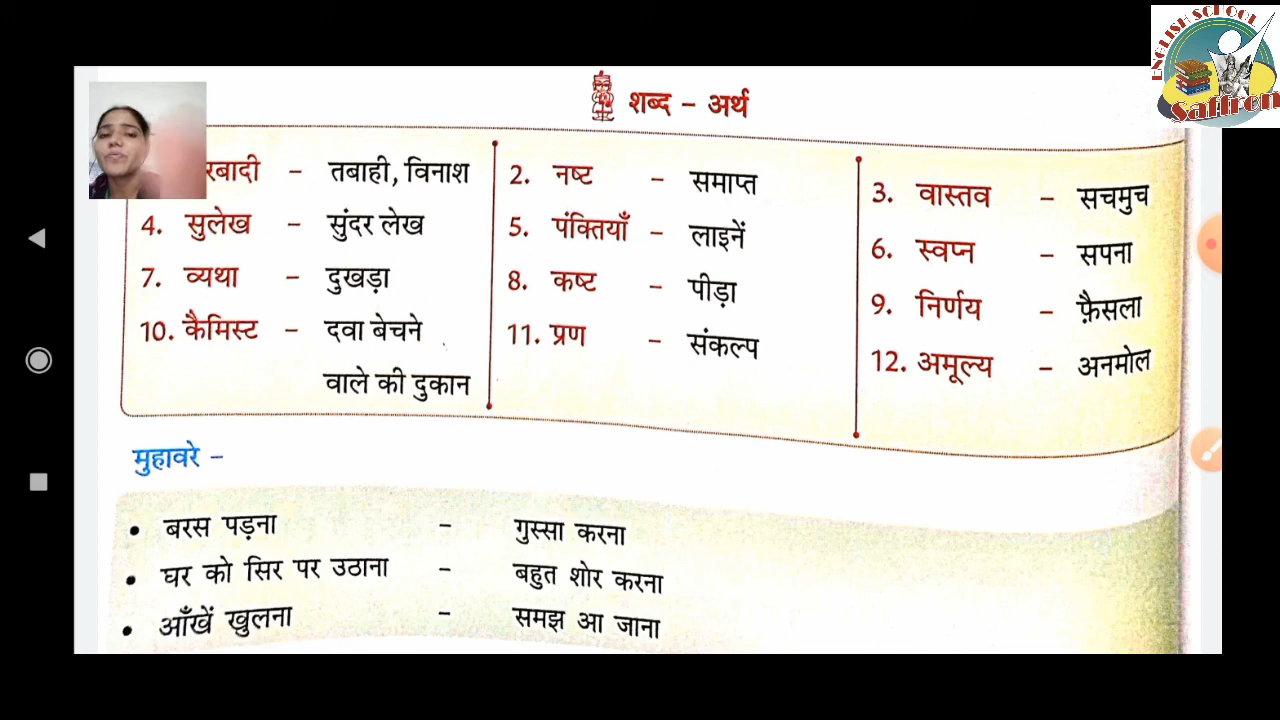 ENGLISH SCHOOL
Saffron
शब्द – अर्थ
रबादी – तबाही, विनाश
2. नष्ट – समाप्त
3. वास्तव – सचमुच
4. सुलेख – सुंदर लेख
5. पंक्तियाँ – लाइनें
6. स्वप्न – सपना
7. व्यथा – दुखड़ा
8. कष्ट – पीड़ा
9. निर्णय – फ़ैसला
10. कैमिस्ट – दवा बेचने
वाले की दुकान
11. प्रण – संकल्प
12. अमूल्य – अनमोल
मुहावरे –
• बरस पड़ना – गुस्सा करना
• घर को सिर पर उठाना – बहुत शोर करना
• आँखें खुलना – समझ आ जाना